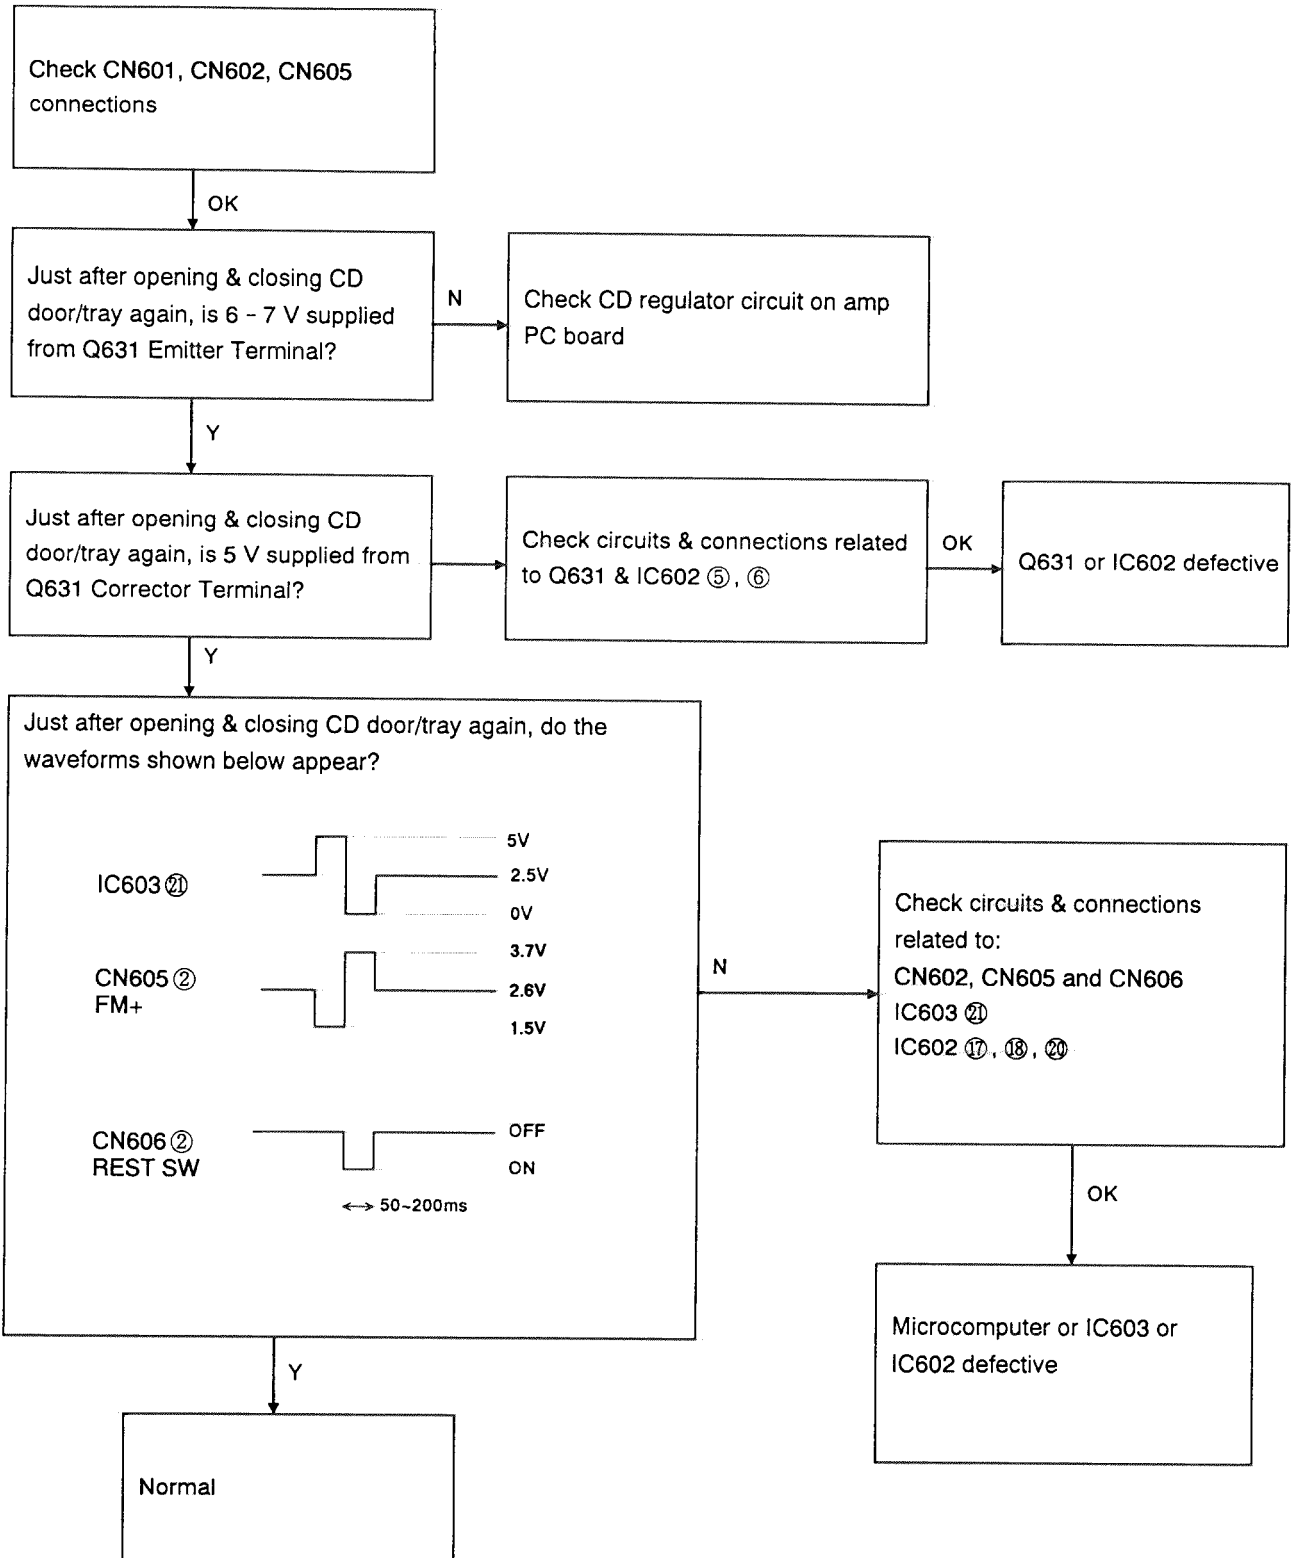 Check CN601, CN602, CN605
connections
OK
Just after opening & closing CD
door/tray again, is 6 – 7 V supplied
from Q631 Emitter Terminal?
N
Check CD regulator circuit on amp
PC board
Y
Just after opening & closing CD
door/tray again, is 5 V supplied from
Q631 Corrector Terminal?
Check circuits & connections related
to Q631 & IC602 ⑤, ⑥
OK
Q631 or IC602 defective
Y
Just after opening & closing CD door/tray again, do the
waveforms shown below appear?
IC603 ㉑
5V
2.5V
0V
CN605 ②
FM+
3.7V
2.6V
1.5V
CN606 ②
REST SW
OFF
ON
50~200ms
N
Check circuits & connections
related to:
CN602, CN605 and CN606
IC603 ㉑
IC602 ⑰, ⑱, ⑳
OK
Microcomputer or IC603 or
IC602 defective
Y
Normal